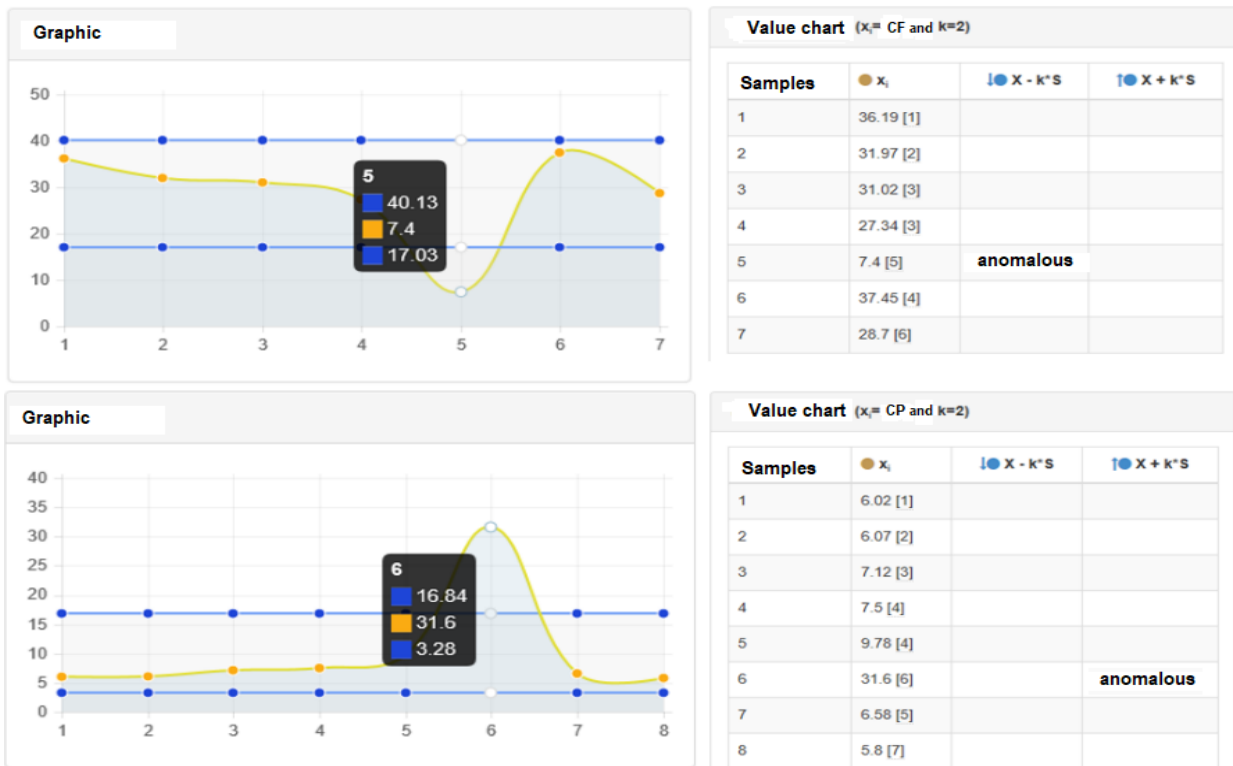 Graphic
50
40
30
20
10
0
1 2 3 4 5 6 7
5
40.13
7.4
17.03
Value chart (xᵢ= CF and k=2)
Samples xᵢ X - k*S X + k*S
1 36.19 [1]
2 31.97 [2]
3 31.02 [3]
4 27.34 [3]
5 7.4 [5] anomalous
6 37.45 [4]
7 28.7 [6]
Graphic
40
35
30
25
20
15
10
5
0
1 2 3 4 5 6 7 8
6
16.84
31.6
3.28
Value chart (xᵢ= CP and k=2)
Samples xᵢ X - k*S X + k*S
1 6.02 [1]
2 6.07 [2]
3 7.12 [3]
4 7.5 [4]
5 9.78 [4]
6 31.6 [6] anomalous
7 6.58 [5]
8 5.8 [7]